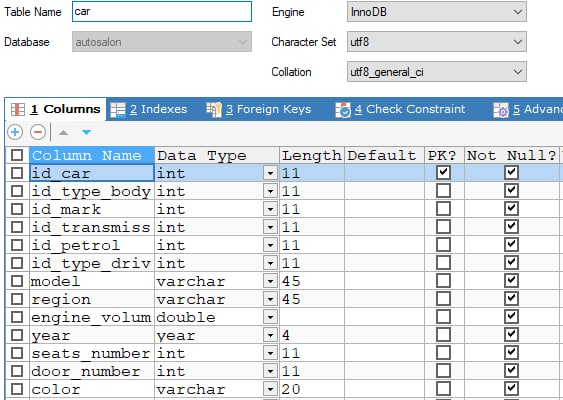 Table Name car Engine InnoDB
Database autosalon Character Set utf8
Collation utf8_general_ci
1 Columns 2 Indexes 3 Foreign Keys 4 Check Constraint 5 Advan
Column Name Data Type Length Default PK? Not Null?
id_car int 11
id_type_body int 11
id_mark int 11
id_transmiss int 11
id_petrol int 11
id_type_driv int 11
model varchar 45
region varchar 45
engine_volum double
year year 4
seats_number int 11
door_number int 11
color varchar 20